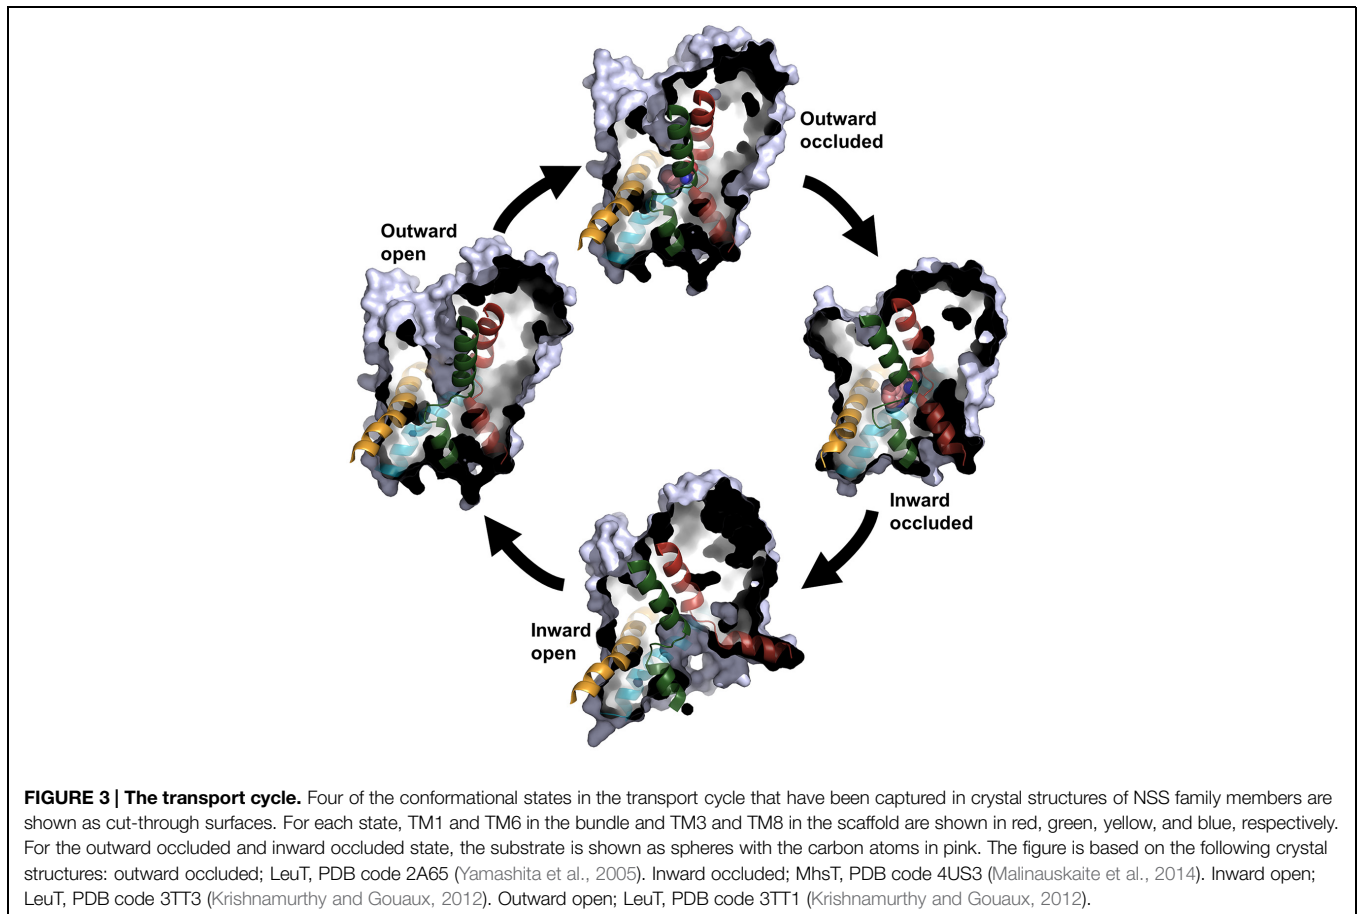 Outward
occluded
Outward
open
Inward
occluded
Inward
open
FIGURE 3 | The transport cycle. Four of the conformational states in the transport cycle that have been captured in crystal structures of NSS family members are
shown as cut-through surfaces. For each state, TM1 and TM6 in the bundle and TM3 and TM8 in the scaffold are shown in red, green, yellow, and blue, respectively.
For the outward occluded and inward occluded state, the substrate is shown as spheres with the carbon atoms in pink. The figure is based on the following crystal
structures: outward occluded; LeuT, PDB code 2A65 (Yamashita et al., 2005). Inward occluded; MhsT, PDB code 4US3 (Malinauskaite et al., 2014). Inward open;
LeuT, PDB code 3TT3 (Krishnamurthy and Gouaux, 2012). Outward open; LeuT, PDB code 3TT1 (Krishnamurthy and Gouaux, 2012).